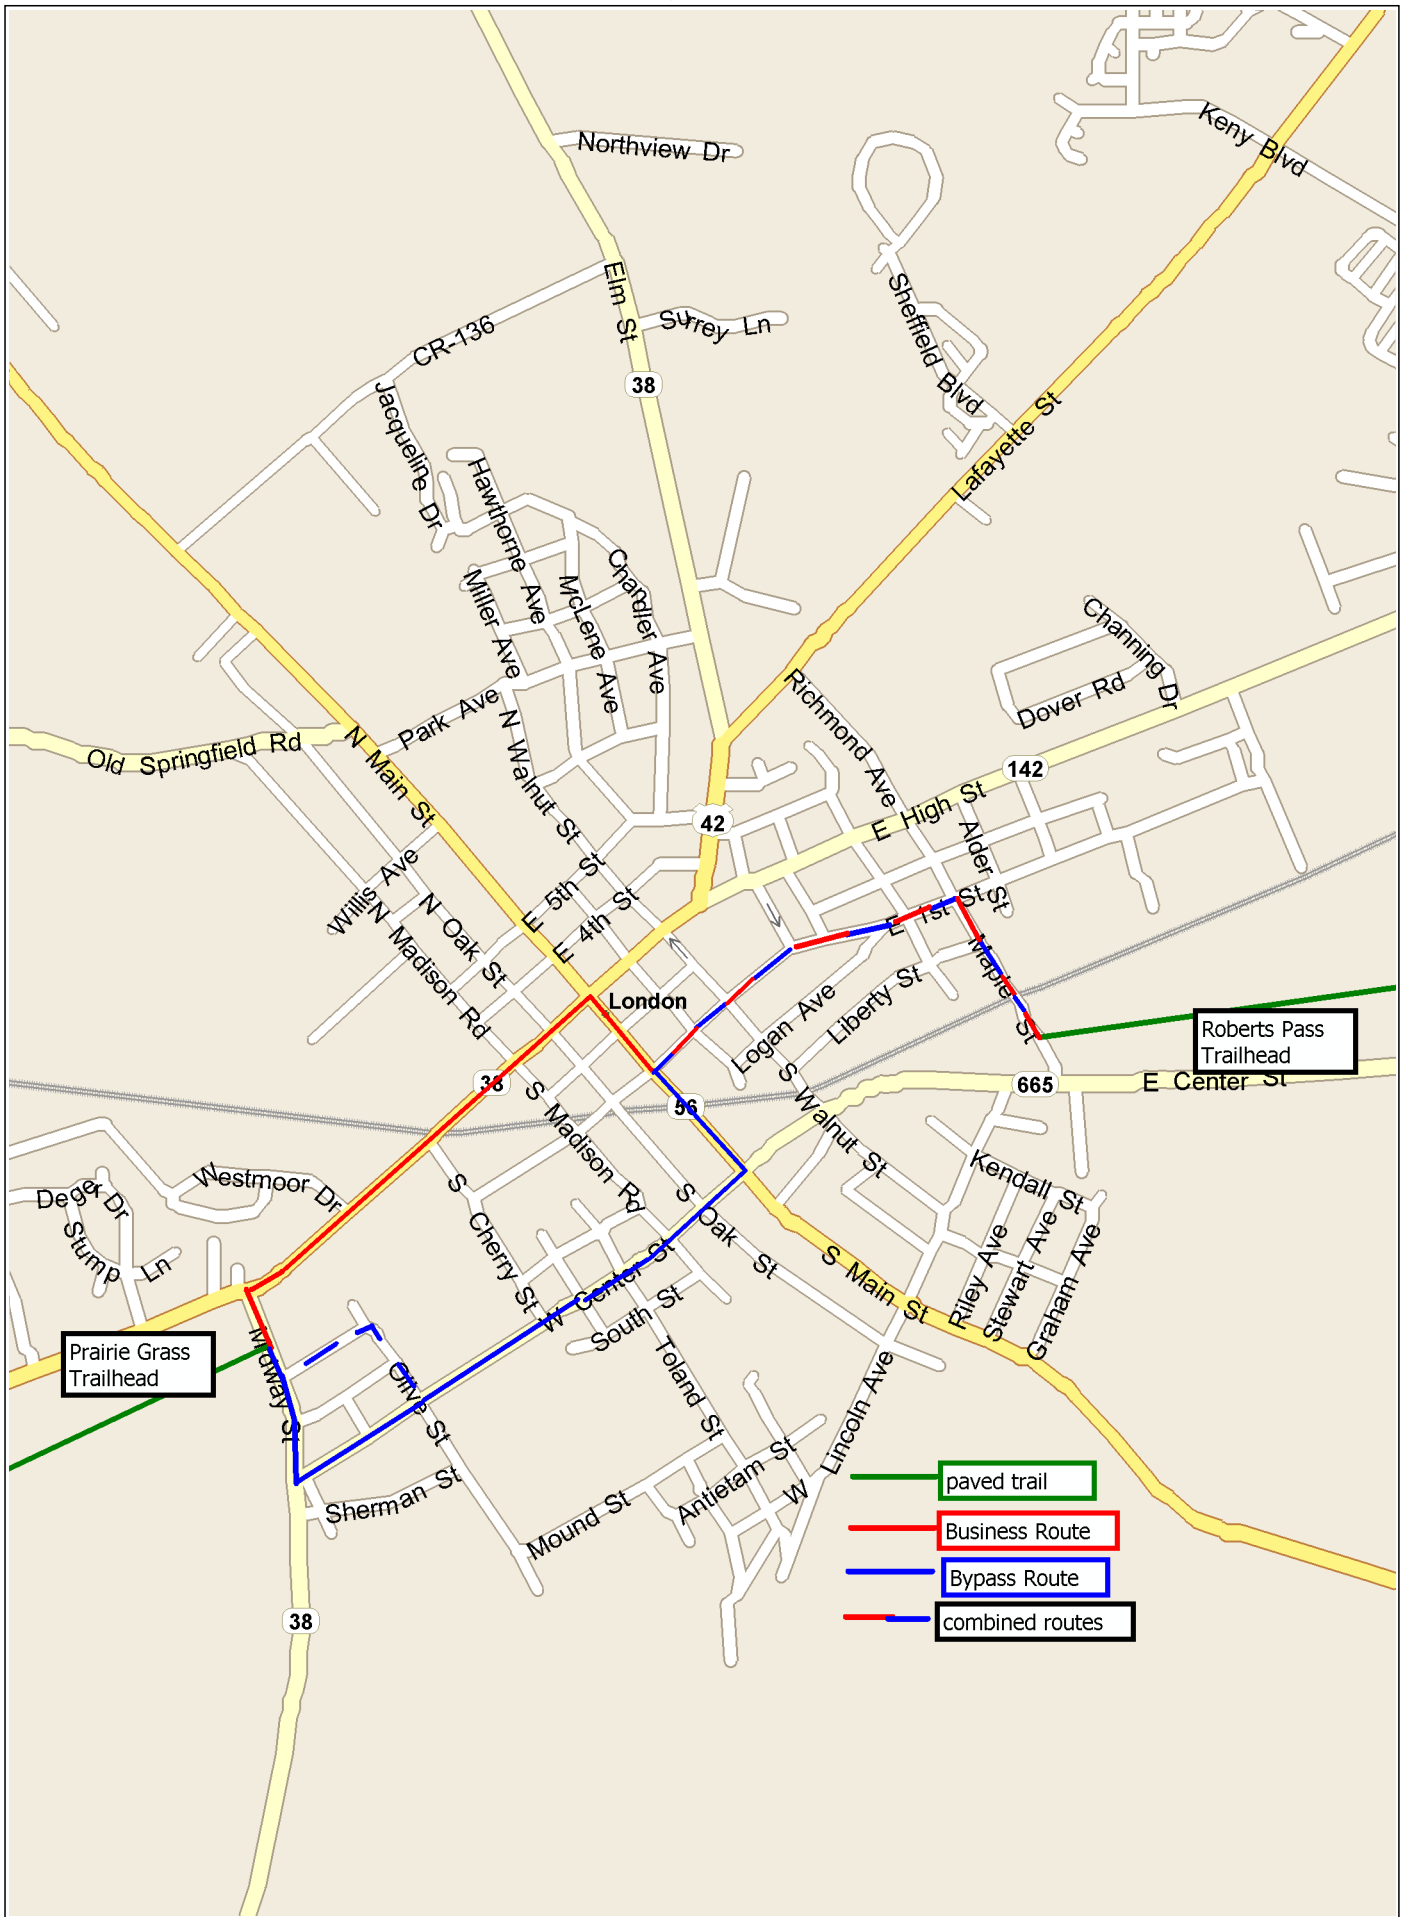 Northview Dr
Keny Blvd
Elm St
Surrey Ln
Sheffield Blvd
CR-136
38
Jacqueline Dr
Lafayette St
Hawthorne Ave
Chandler Ave
McLene Ave
Miller Ave
Channing Dr
Dover Rd
Richmond Ave
Park Ave
N Walnut St
Old Springfield Rd
N Main St
142
42
E High St
Alder St
Willis Ave
E 5th St
E 4th St
N Oak St
N Madison Rd
E 1st St
Maple St
London
Logan Ave
Liberty St
Roberts Pass
Trailhead
38
56
665
E Center St
S Walnut St
S Madison Rd
Kendall St
Westmoor Dr
Deger Dr
Stump Ln
S Cherry St
S Oak St
S Main St
Riley Ave
Stewart Ave
Graham Ave
W Center St
South St
Toland St
Lincoln Ave
Prairie Grass
Trailhead
Midway St
Olive St
Sherman St
Mound St
W Antietam St
paved trail
Business Route
Bypass Route
combined routes
38